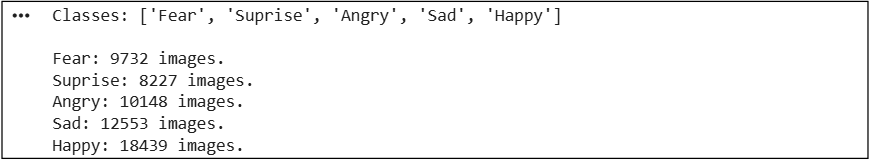 ••• Classes: ['Fear', 'Suprise', 'Angry', 'Sad', 'Happy']
Fear: 9732 images.
Suprise: 8227 images.
Angry: 10148 images.
Sad: 12553 images.
Happy: 18439 images.